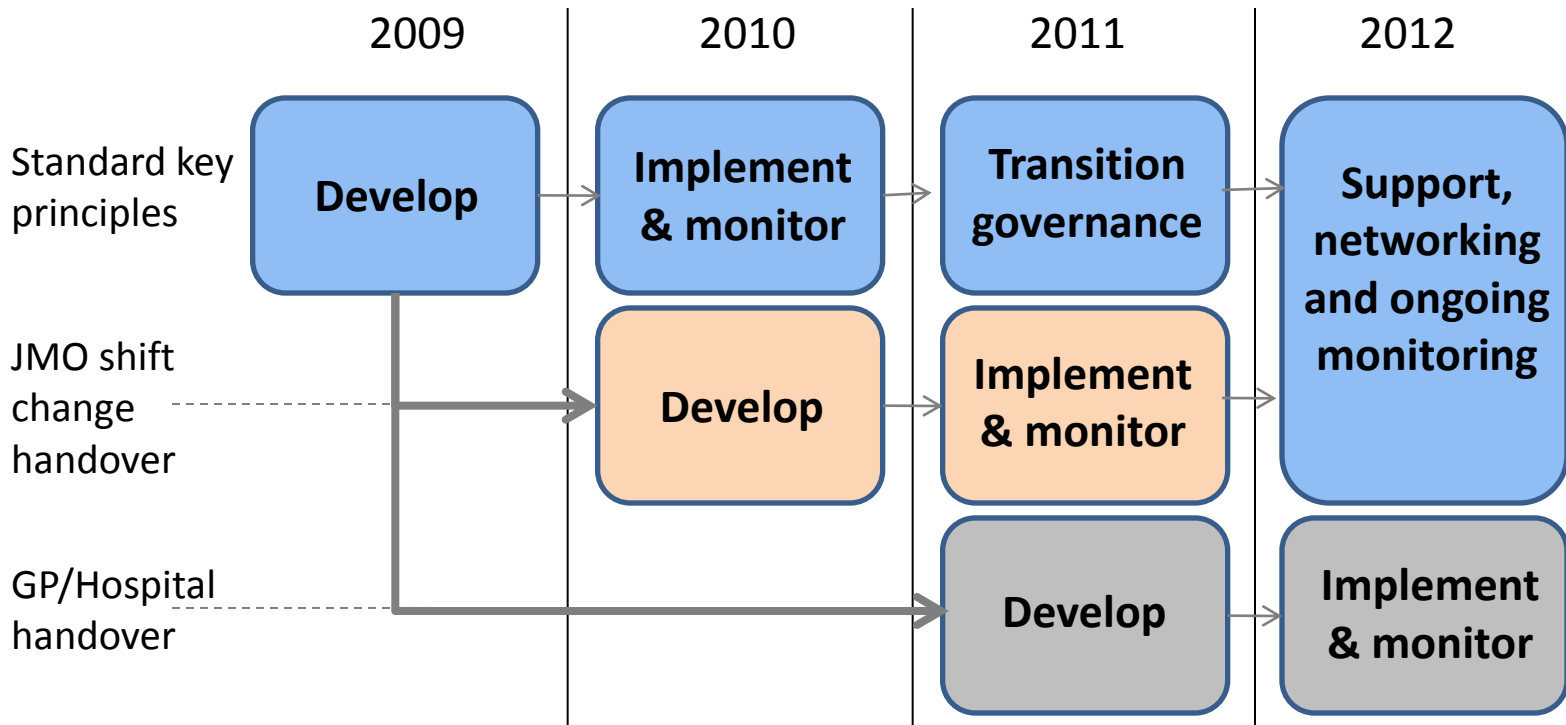 2009
2010
2011
2012
Standard key
principles
Develop
Implement
& monitor
Transition
governance
Support,
networking
and ongoing
monitoring
JMO shift
change
handover
Develop
Implement
& monitor
GP/Hospital
handover
Develop
Implement
& monitor